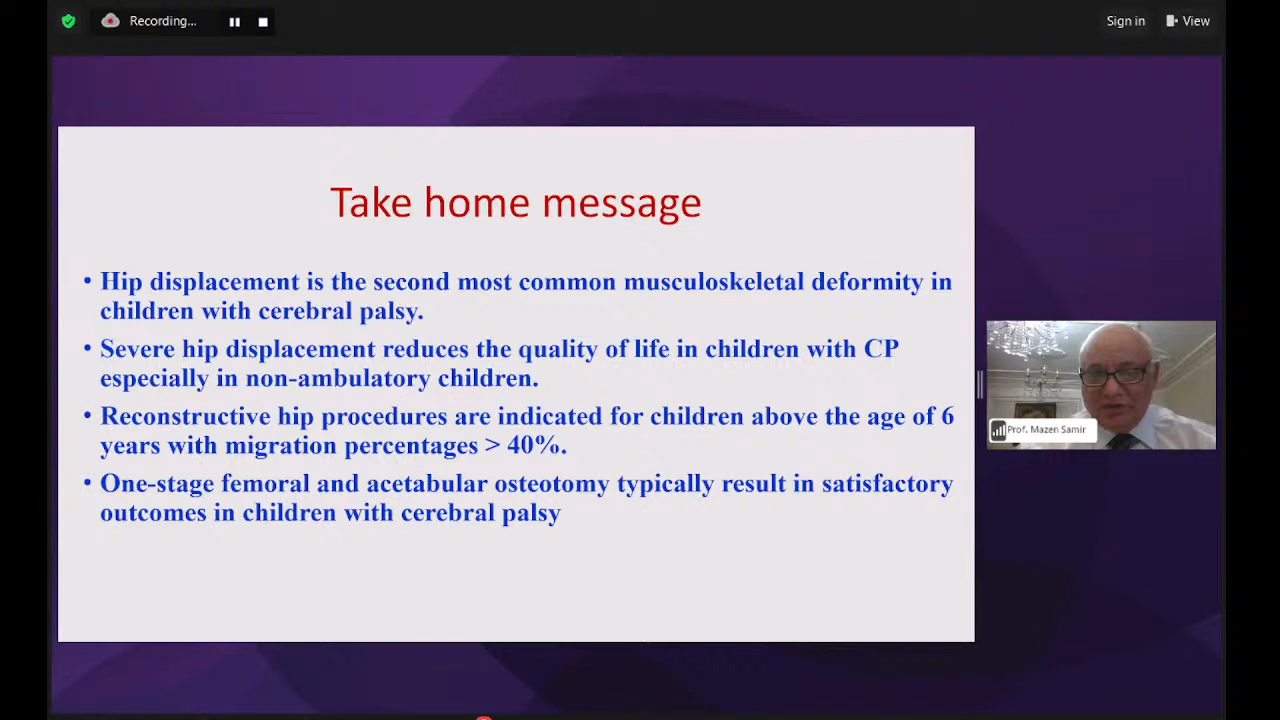 Recording...
Sign in
View
Take home message
• Hip displacement is the second most common musculoskeletal deformity in
children with cerebral palsy.
• Severe hip displacement reduces the quality of life in children with CP
especially in non-ambulatory children.
• Reconstructive hip procedures are indicated for children above the age of 6
years with migration percentages > 40%.
• One-stage femoral and acetabular osteotomy typically result in satisfactory
outcomes in children with cerebral palsy
Prof. Mazen Samir